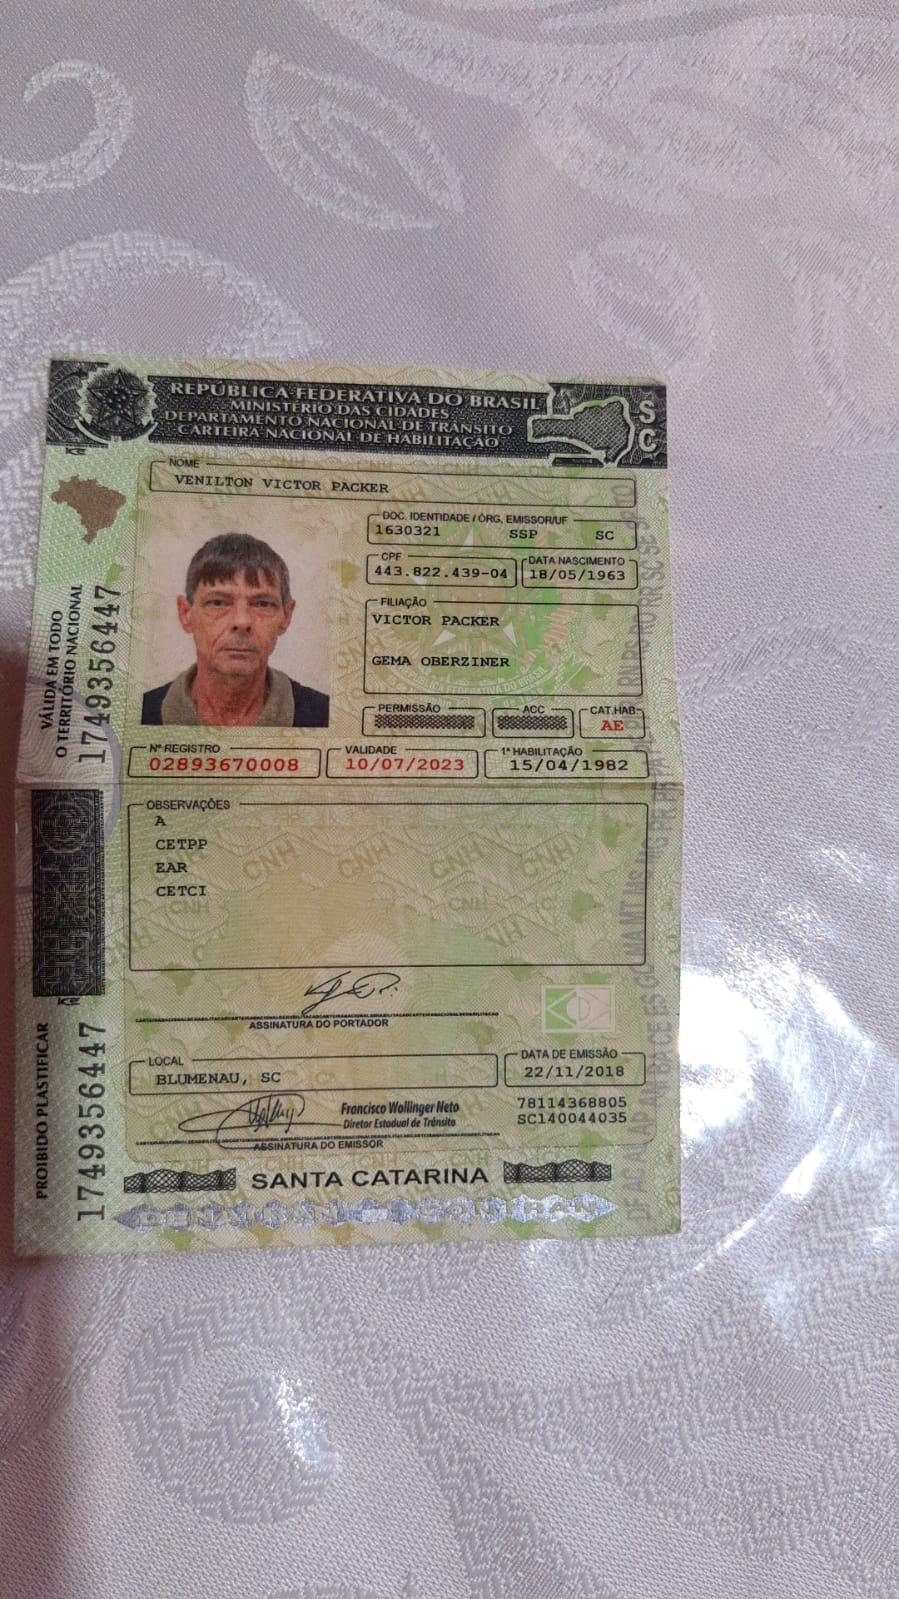 REPÚBLICA FEDERATIVA DO BRASIL
MINISTÉRIO DAS CIDADES
DEPARTAMENTO NACIONAL DE TRÂNSITO
CARTEIRA NACIONAL DE HABILITAÇÃO
SC
NOME
VENILTON VICTOR PACKER
DOC. IDENTIDADE / ÓRG. EMISSOR/UF
1630321 SSP SC
CPF
443.822.439-04
DATA NASCIMENTO
18/05/1963
FILIAÇÃO
VICTOR PACKER
GEMA OBERZINER
PERMISSÃO
ACC
CAT.HAB.
AE
Nº REGISTRO
02893670008
VALIDADE
10/07/2023
1ª HABILITAÇÃO
15/04/1982
VÁLIDA EM TODO
O TERRITÓRIO NACIONAL
1749356447
OBSERVAÇÕES
A
CETPP
EAR
CETCI
ASSINATURA DO PORTADOR
LOCAL
BLUMENAU, SC
DATA DE EMISSÃO
22/11/2018
Francisco Wollinger Neto
Diretor Estadual de Trânsito
78114368805
SC140044035
ASSINATURA DO EMISSOR
PROIBIDO PLASTIFICAR
1749356447
SANTA CATARINA